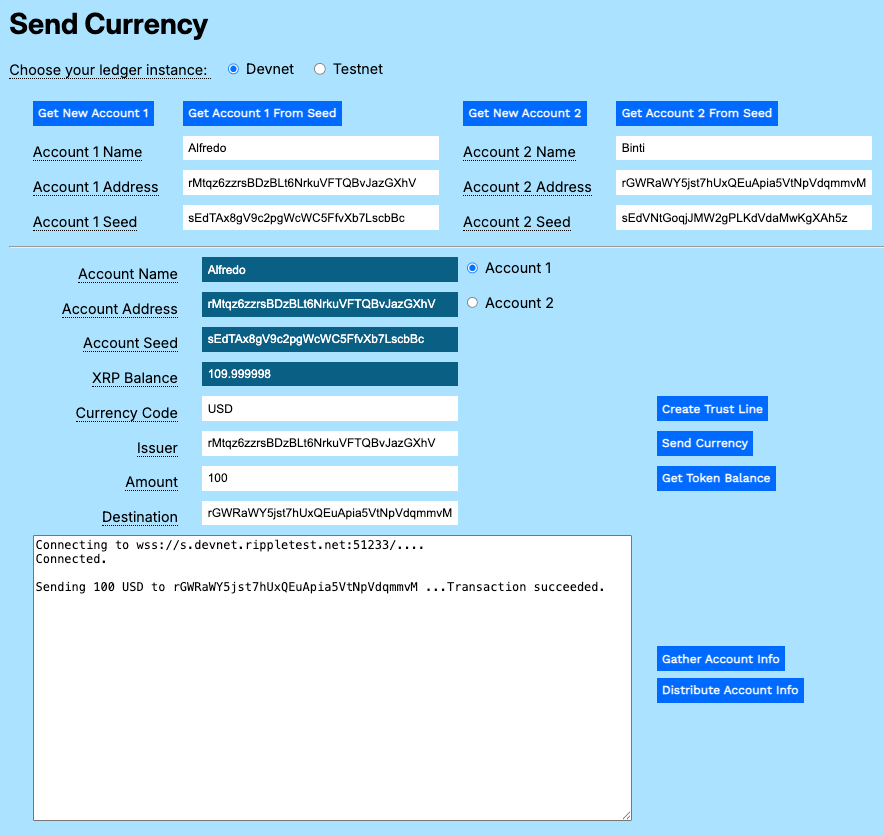 Send Currency
Choose your ledger instance: Devnet Testnet
Get New Account 1 Get Account 1 From Seed Get New Account 2 Get Account 2 From Seed
Account 1 Name Alfredo Account 2 Name Binti
Account 1 Address rMtqz6zzrsBDzBLt6NrkuVFTQBvJazGXhV Account 2 Address rGWRaWY5jst7hUxQEuApia5VtNpVdqmmvM
Account 1 Seed sEdTAx8gV9c2pgWcWC5FfvXb7LscbBc Account 2 Seed sEdVNtGoqjJMW2gPLKdVdaMwKgXAh5z
Account Name Alfredo Account 1
Account Address rMtqz6zzrsBDzBLt6NrkuVFTQBvJazGXhV Account 2
Account Seed sEdTAx8gV9c2pgWcWC5FfvXb7LscbBc
XRP Balance 109.999998
Currency Code USD Create Trust Line
Issuer rMtqz6zzrsBDzBLt6NrkuVFTQBvJazGXhV Send Currency
Amount 100 Get Token Balance
Destination rGWRaWY5jst7hUxQEuApia5VtNpVdqmmvM
Connecting to wss://s.devnet.rippletest.net:51233/....
Connected.
Sending 100 USD to rGWRaWY5jst7hUxQEuApia5VtNpVdqmmvM ...Transaction succeeded.
Gather Account Info
Distribute Account Info